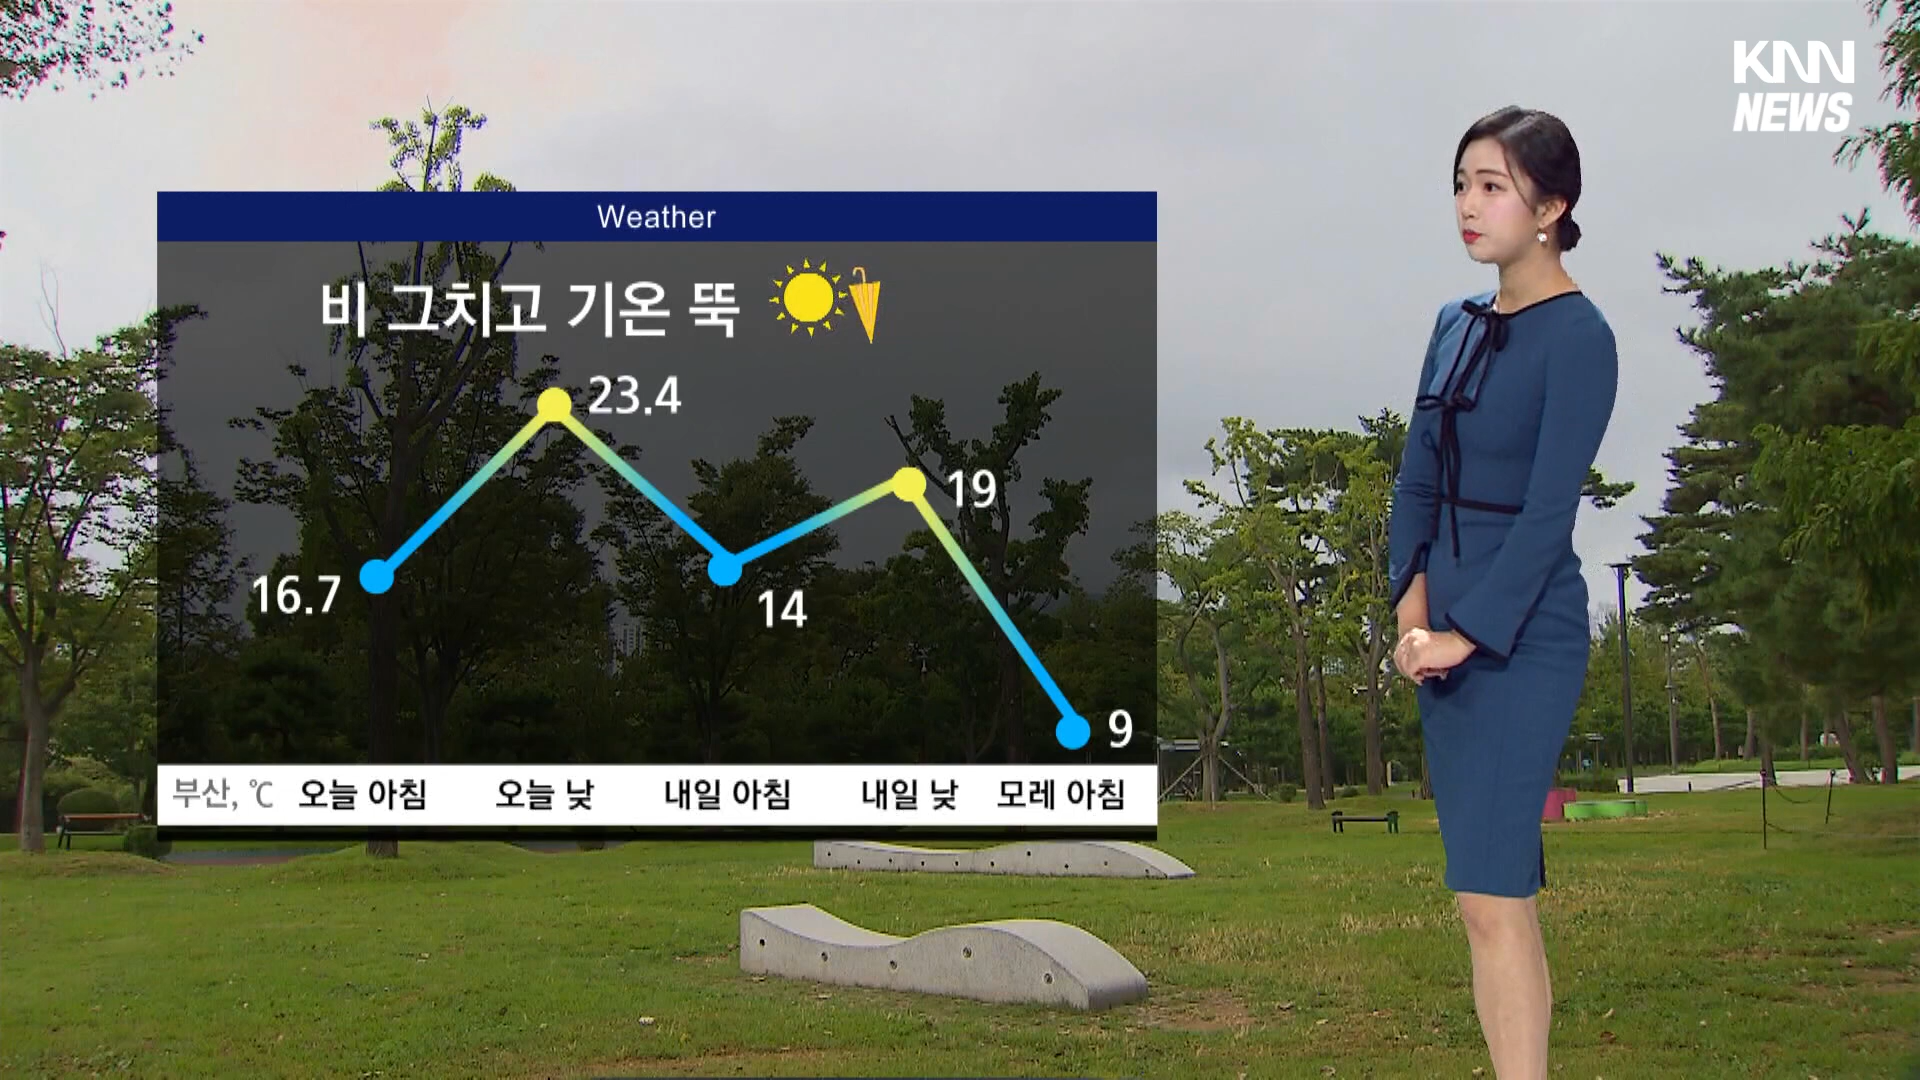 KNN
NEWS
Weather
비 그치고 기온 뚝
23.4
19
16.7
14
9
부산, ℃ 오늘 아침 오늘 낮 내일 아침 내일 낮 모레 아침